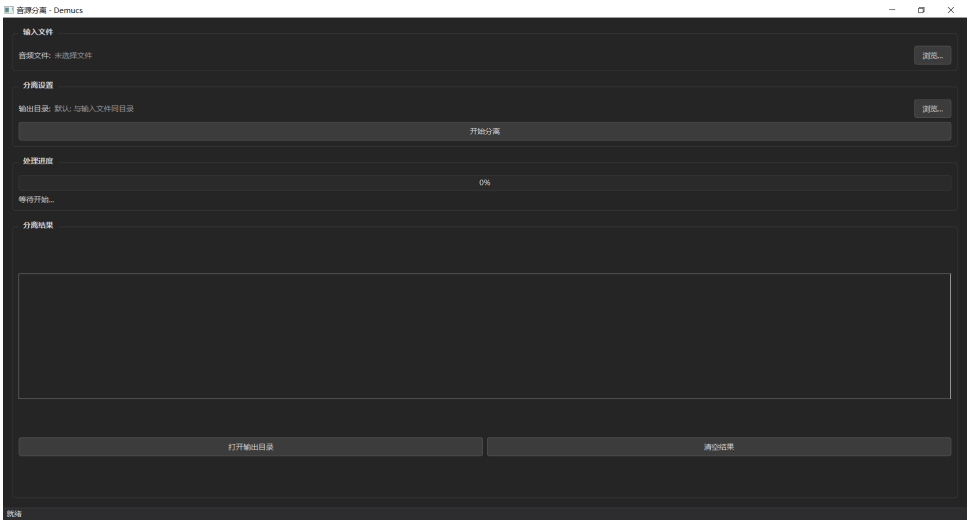 音源分离 - Demucs
输入文件
音频文件: 未选择文件 浏览...
分离设置
输出目录: 默认: 与输入文件同目录 浏览...
开始分离
处理进度
0%
等待开始...
分离结果
打开输出目录 清空结果
就绪